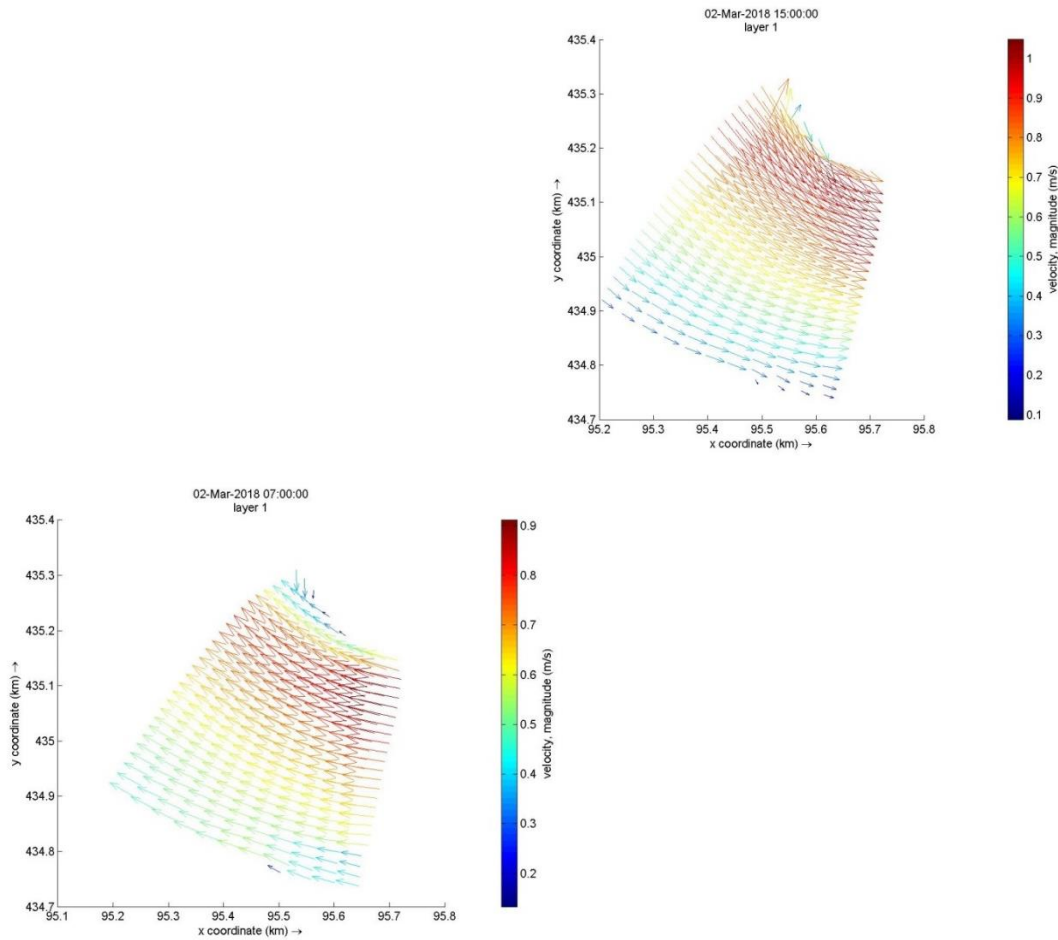 02-Mar-2018 15:00:00
layer 1
435.4
435.3
435.2
435.1
435
434.9
434.8
434.7
y coordinate (km) →
95.2 95.3 95.4 95.5 95.6 95.7 95.8
x coordinate (km) →
1
0.9
0.8
0.7
0.6
0.5
0.4
0.3
0.2
0.1
velocity, magnitude (m/s)
02-Mar-2018 07:00:00
layer 1
435.4
435.3
435.2
435.1
435
434.9
434.8
434.7
y coordinate (km) →
95.1 95.2 95.3 95.4 95.5 95.6 95.7 95.8
x coordinate (km) →
0.9
0.8
0.7
0.6
0.5
0.4
0.3
0.2
velocity, magnitude (m/s)